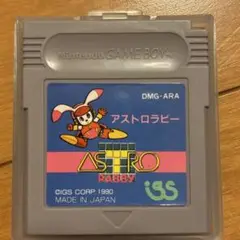 Nintendo GAME BOY
DMG-ARA
アストロラビー
ASTRO
RABBY
©IGS CORP. 1990
MADE IN JAPAN
igs